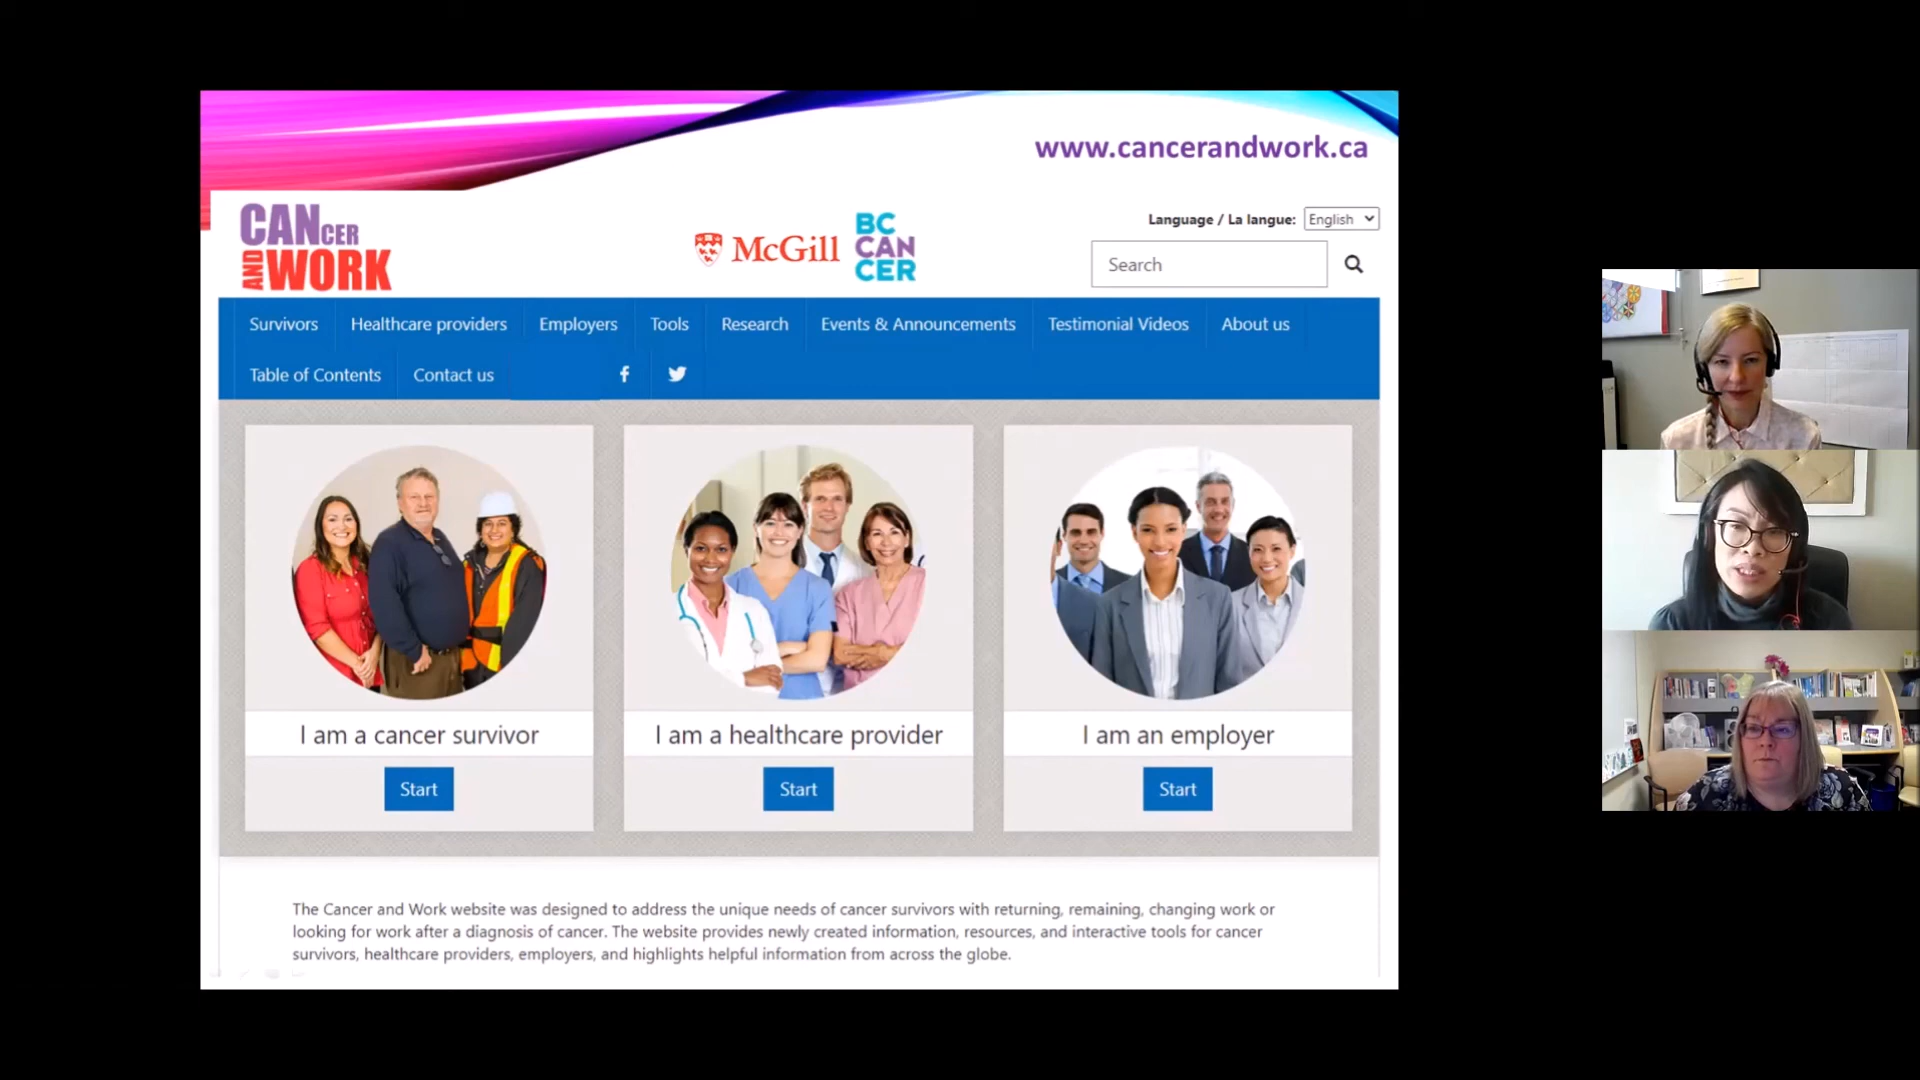 www.cancerandwork.ca
CANCER
AND WORK
McGill
BC
CAN
CER
Language / La langue: English
Search
Survivors Healthcare providers Employers Tools Research Events & Announcements Testimonial Videos About us
Table of Contents Contact us
I am a cancer survivor
I am a healthcare provider
I am an employer
Start
Start
Start
The Cancer and Work website was designed to address the unique needs of cancer survivors with returning, remaining, changing work or
looking for work after a diagnosis of cancer. The website provides newly created information, resources, and interactive tools for cancer
survivors, healthcare providers, employers, and highlights helpful information from across the globe.